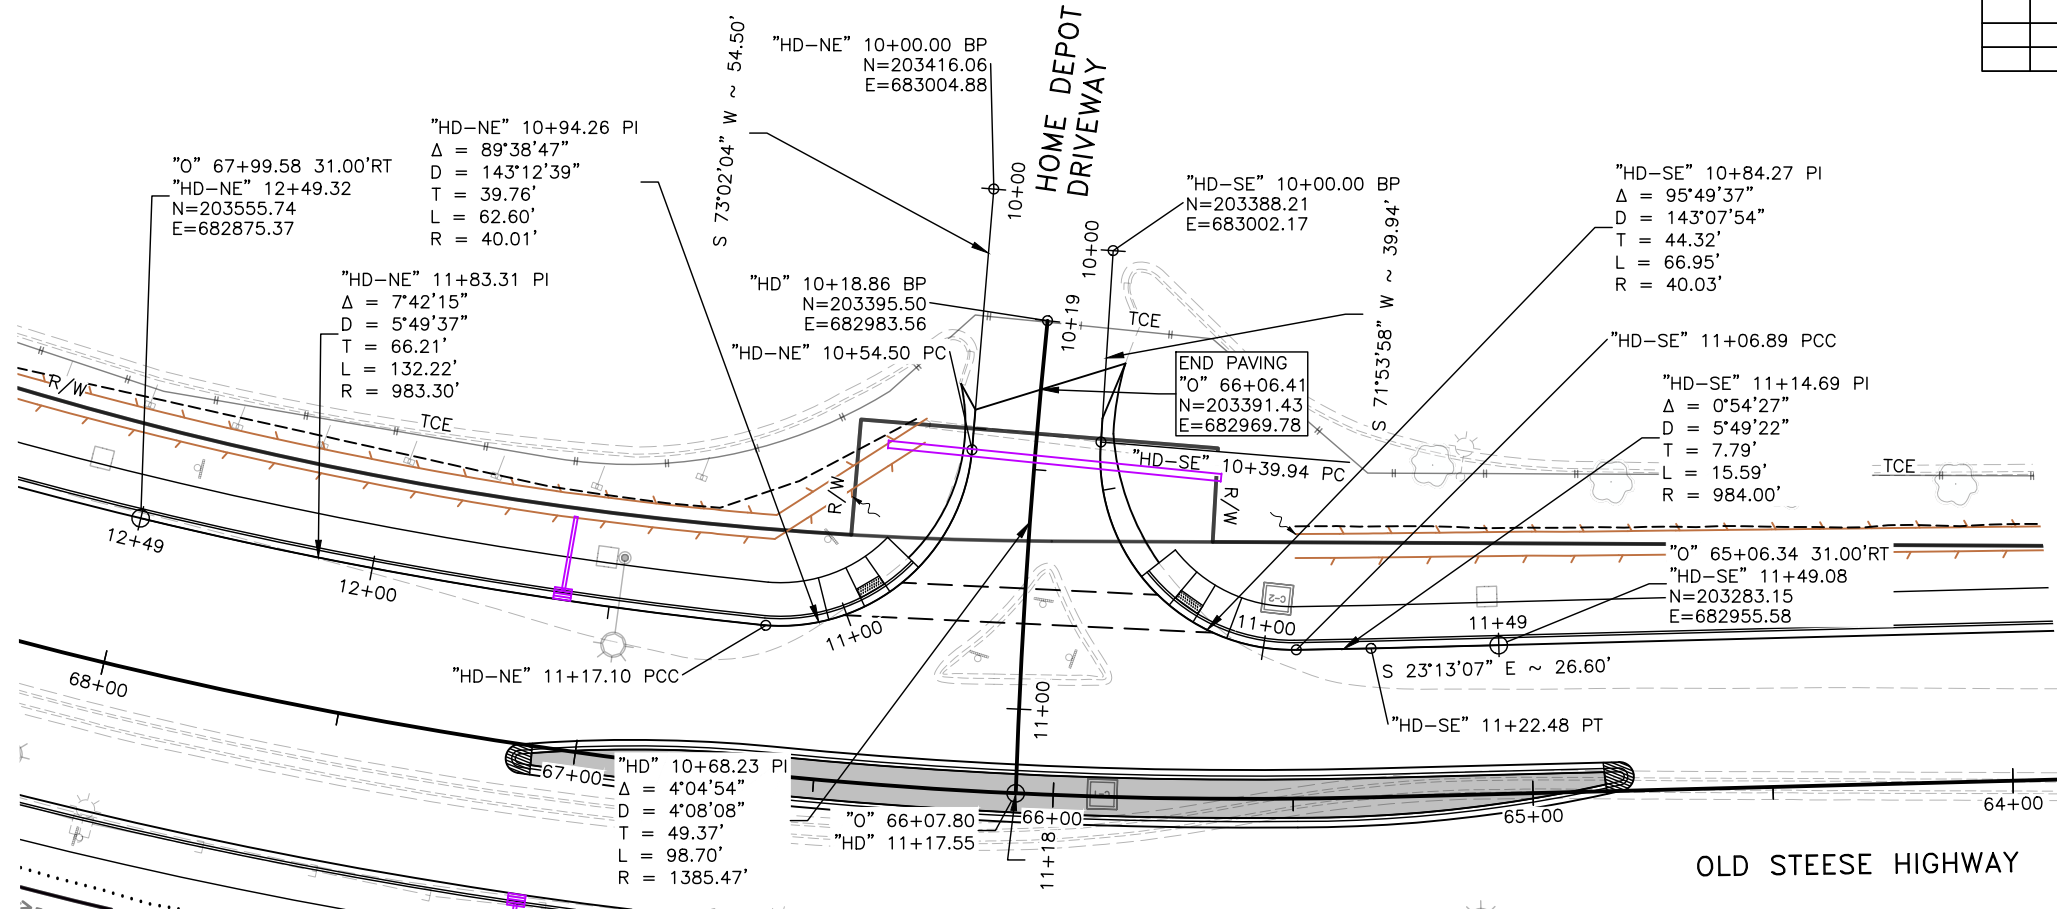 "HD-NE" 10+00.00 BP
N=203416.06
E=683004.88
S 73°02'04" W ~ 54.50'
HOME DEPOT
DRIVEWAY
"HD-NE" 10+94.26 PI
Δ = 89°38'47"
D = 143°12'39"
T = 39.76'
L = 62.60'
R = 40.01'
"O" 67+99.58 31.00'RT
"HD-NE" 12+49.32
N=203555.74
E=682875.37
"HD-NE" 11+83.31 PI
Δ = 7°42'15"
D = 5°49'37"
T = 66.21'
L = 132.22'
R = 983.30'
10+00
"HD-SE" 10+00.00 BP
N=203388.21
E=683002.17
10+00
S 71°53'58" W ~ 39.94'
"HD-SE" 10+84.27 PI
Δ = 95°49'37"
D = 143°07'54"
T = 44.32'
L = 66.95'
R = 40.03'
"HD" 10+18.86 BP
N=203395.50
E=682983.56
10+19
TCE
"HD-NE" 10+54.50 PC
END PAVING
"O" 66+06.41
N=203391.43
E=682969.78
"HD-SE" 11+06.89 PCC
"HD-SE" 11+14.69 PI
Δ = 0°54'27"
D = 5°49'22"
T = 7.79'
L = 15.59'
R = 984.00'
R/W
TCE
"HD-SE" 10+39.94 PC
TCE
R/W
R/W
"O" 65+06.34 31.00'RT
"HD-SE" 11+49.08
N=203283.15
E=682955.58
12+49
12+00
11+00
C-2
11+00
11+49
S 23°13'07" E ~ 26.60'
"HD-NE" 11+17.10 PCC
68+00
11+00
"HD-SE" 11+22.48 PT
67+00
"HD" 10+68.23 PI
Δ = 4°04'54"
D = 4°08'08"
T = 49.37'
L = 98.70'
R = 1385.47'
"O" 66+07.80
"HD" 11+17.55
66+00
65+00
64+00
11+18
OLD STEESE HIGHWAY